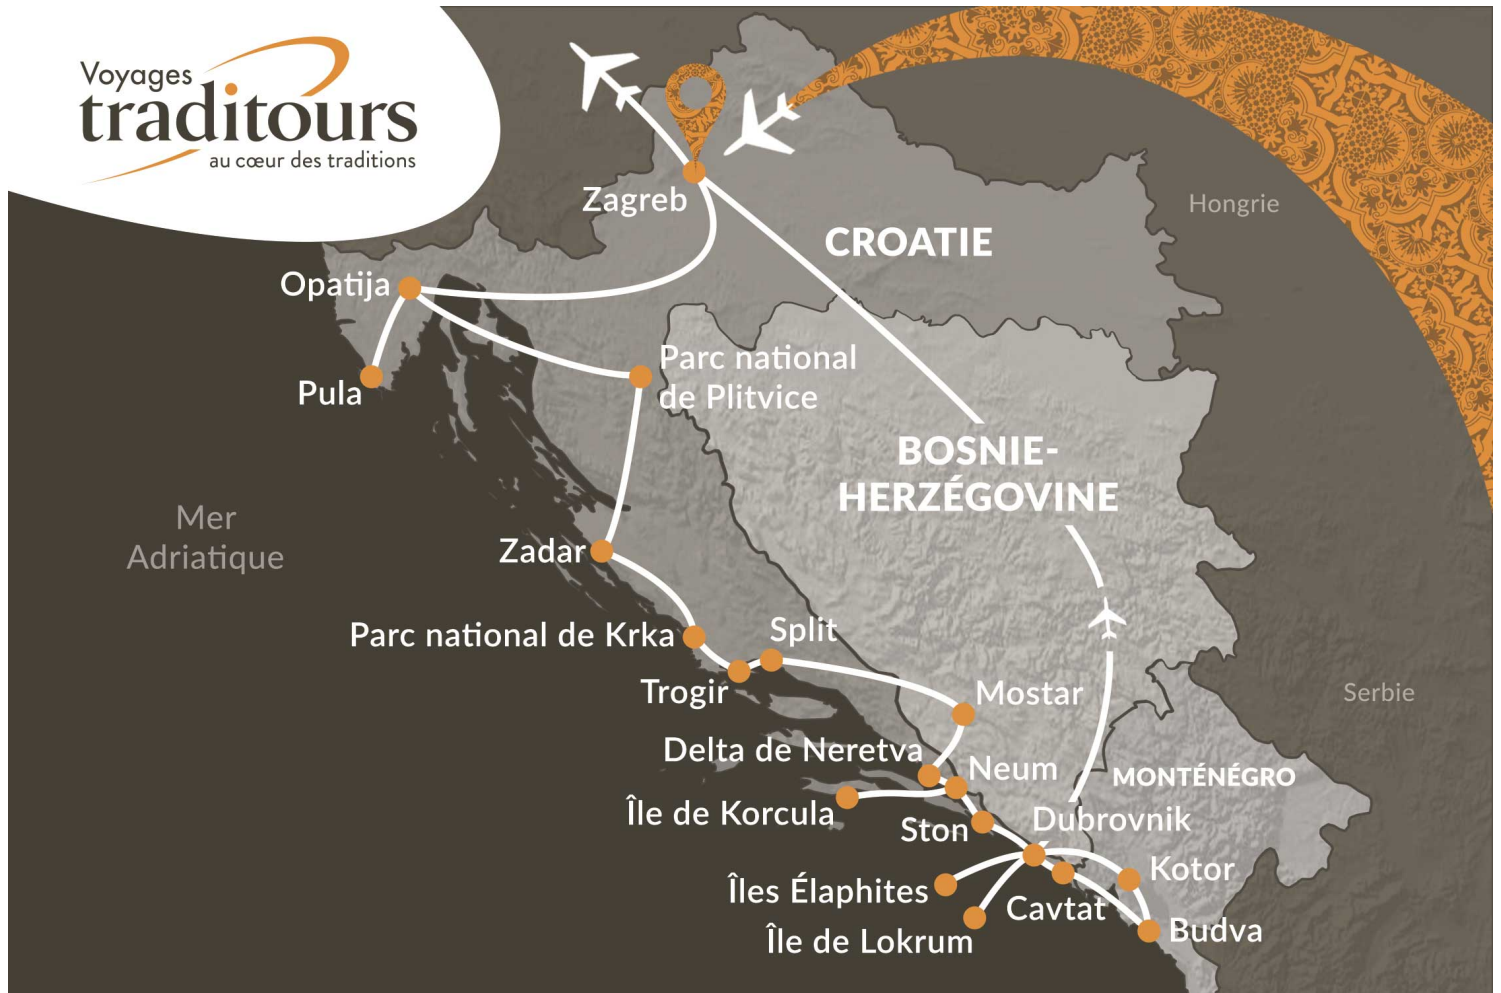 Voyages
traditours
au cœur des traditions
Zagreb
Hongrie
CROATIE
Opatija
Parc national
de Plitvice
Pula
BOSNIE-
HERZÉGOVINE
Mer
Adriatique
Zadar
Split
Parc national de Krka
Trogir
Mostar
Serbie
Delta de Neretva
Neum
MONTÉNÉGRO
Île de Korcula
Ston
Dubrovnik
Kotor
Îles Élaphites
Cavtat
Budva
Île de Lokrum